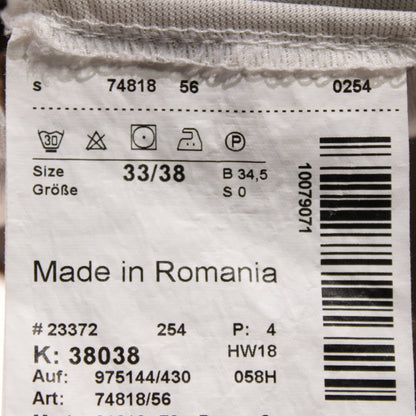 s 74818 56 0254
30 P
Size 33/38 B 34,5
Größe S 0
10079071
Made in Romania
# 23372 254 P: 4
K: 38038 HW18
Auf: 975144/430 058H
Art: 74818/56